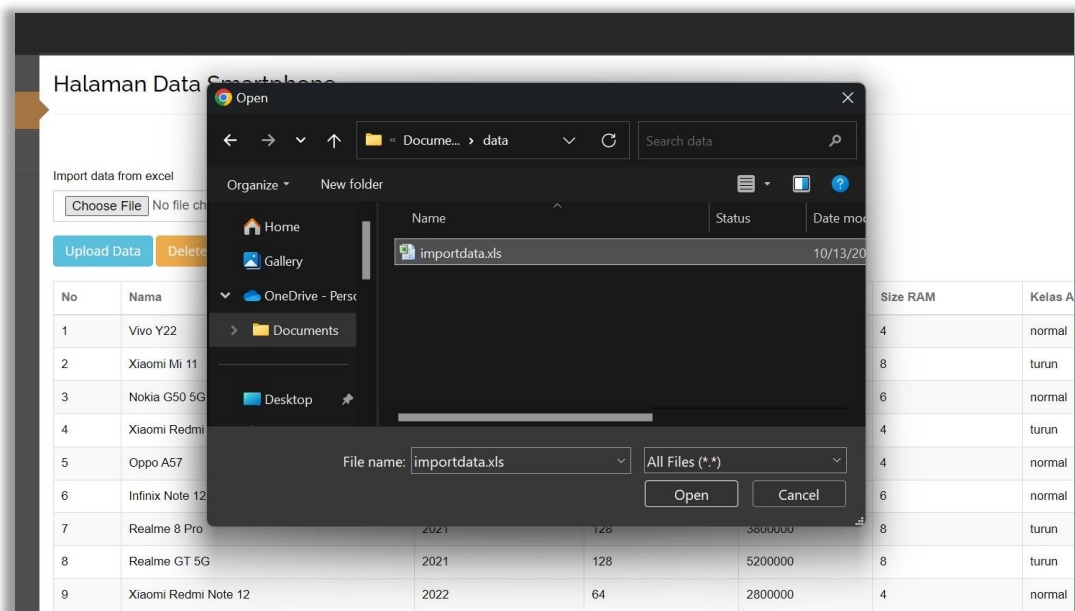 Halaman Data Smartphone
Open
Docume... > data
Search data
Import data from excel
Organize
New folder
Choose File No file ch
Home
Name
Status
Date mod
Upload Data
Delete
Gallery
importdata.xls
10/13/20
No
Nama
OneDrive - Perso
Size RAM
Kelas A
1 Vivo Y22 4 normal
Documents
2 Xiaomi Mi 11 8 turun
3 Nokia G50 5G 6 normal
Desktop
4 Xiaomi Redmi 4 turun
File name: importdata.xls All Files (*.*)
5 Oppo A57 4 normal
Open Cancel
6 Infinix Note 12 6 normal
7 Realme 8 Pro 2021 128 3800000 8 turun
8 Realme GT 5G 2021 128 5200000 8 turun
9 Xiaomi Redmi Note 12 2022 64 2800000 4 normal